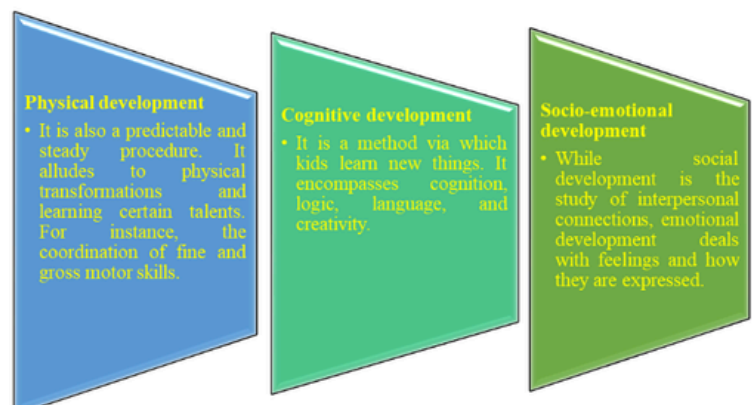 Physical development
• It is also a predictable and
steady procedure. It
alludes to physical
transformations and
learning certain talents.
For instance, the
coordination of fine and
gross motor skills.
Cognitive development
• It is a method via which
kids learn new things. It
encompasses cognition,
logic, language, and
creativity.
Socio-emotional
development
• While social
development is the
study of interpersonal
connections, emotional
development deals
with feelings and how
they are expressed.